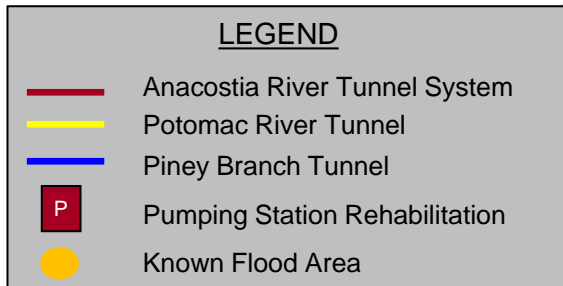 LEGEND
Anacostia River Tunnel System
Potomac River Tunnel
Piney Branch Tunnel
P Pumping Station Rehabilitation
Known Flood Area